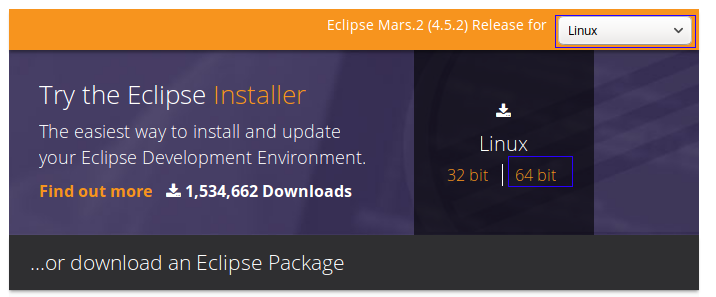 Eclipse Mars.2 (4.5.2) Release for Linux
Try the Eclipse Installer
The easiest way to install and update
your Eclipse Development Environment.
Find out more 1,534,662 Downloads
Linux
32 bit 64 bit
...or download an Eclipse Package